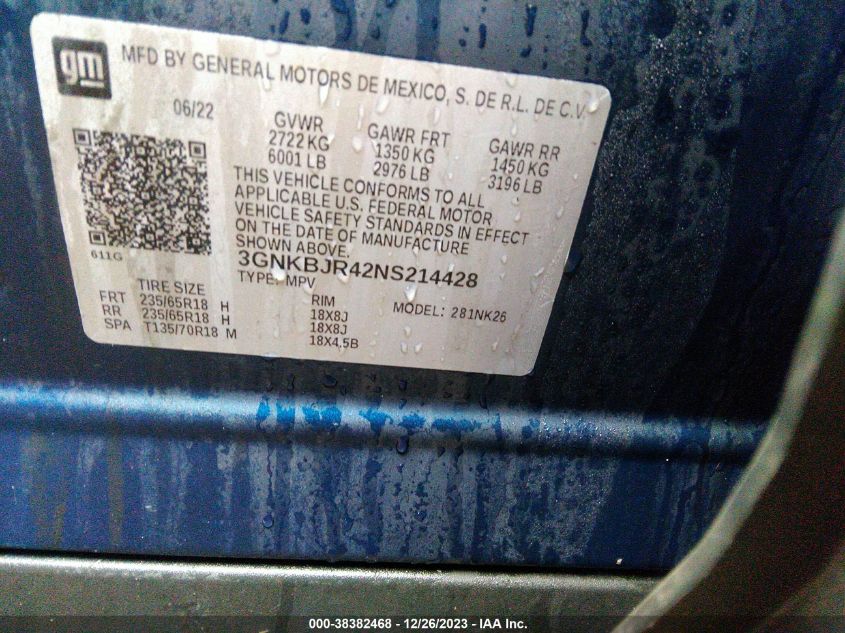 gm
MFD BY GENERAL MOTORS DE MEXICO, S. DE R.L. DE C.V.
06/22
GVWR GAWR FRT GAWR RR
2722 KG 1350 KG 1450 KG
6001 LB 2976 LB 3196 LB
THIS VEHICLE CONFORMS TO ALL
APPLICABLE U.S. FEDERAL MOTOR
VEHICLE SAFETY STANDARDS IN EFFECT
ON THE DATE OF MANUFACTURE
SHOWN ABOVE.
611G
3GNKBJR42NS214428
TYPE: MPV
TIRE SIZE RIM MODEL: 281NK26
FRT 235/65R18 H 18X8J
RR 235/65R18 H 18X8J
SPA T135/70R18 M 18X4.5B
000-38382468 - 12/26/2023 - IAA Inc.